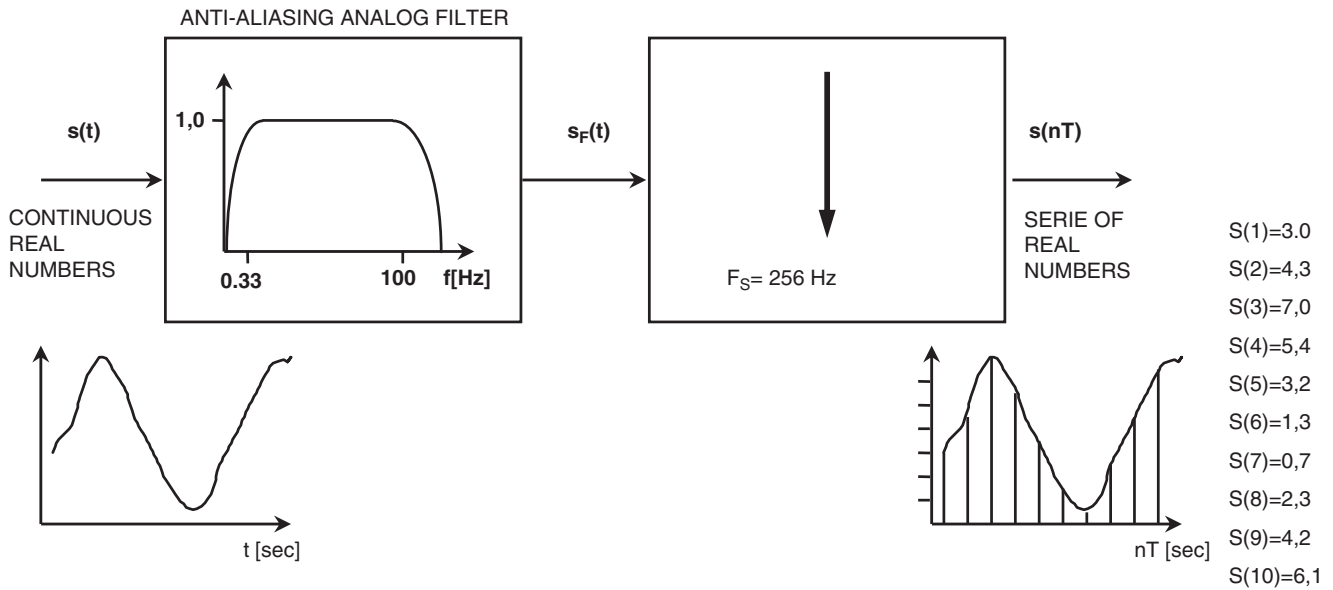 ANTI-ALIASING ANALOG FILTER
1,0
s(t)
CONTINUOUS
REAL
NUMBERS
0.33
100
f[Hz]
sF(t)
FS= 256 Hz
s(nT)
SERIE OF
REAL
NUMBERS
S(1)=3.0
S(2)=4,3
S(3)=7,0
S(4)=5,4
S(5)=3,2
S(6)=1,3
S(7)=0,7
S(8)=2,3
S(9)=4,2
S(10)=6,1
t [sec]
nT [sec]